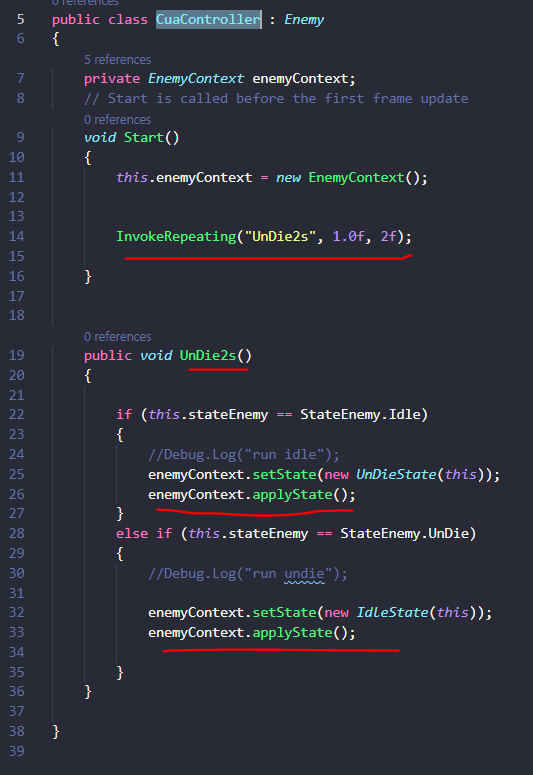 0 references
5 public class CuaController : Enemy
6 {
5 references
7 private EnemyContext enemyContext;
8 // Start is called before the first frame update
0 references
9 void Start()
10 {
11 this.enemyContext = new EnemyContext();
12
13
14 InvokeRepeating("UnDie2s", 1.0f, 2f);
15
16 }
17
18
0 references
19 public void UnDie2s()
20 {
21
22 if (this.stateEnemy == StateEnemy.Idle)
23 {
24 //Debug.Log("run idle");
25 enemyContext.setState(new UnDieState(this));
26 enemyContext.applyState();
27 }
28 else if (this.stateEnemy == StateEnemy.UnDie)
29 {
30 //Debug.Log("run undie");
31
32 enemyContext.setState(new IdleState(this));
33 enemyContext.applyState();
34
35 }
36 }
37
38 }
39